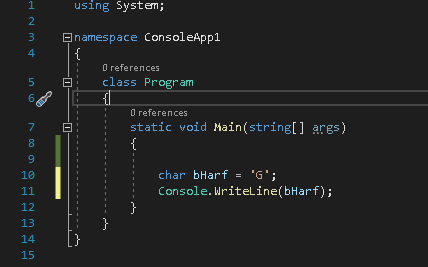 1 using System;
2
3 namespace ConsoleApp1
4 {
0 references
5 class Program
6 {
0 references
7 static void Main(string[] args)
8 {
9
10 char bHarf = 'G';
11 Console.WriteLine(bHarf);
12 }
13 }
14 }
15